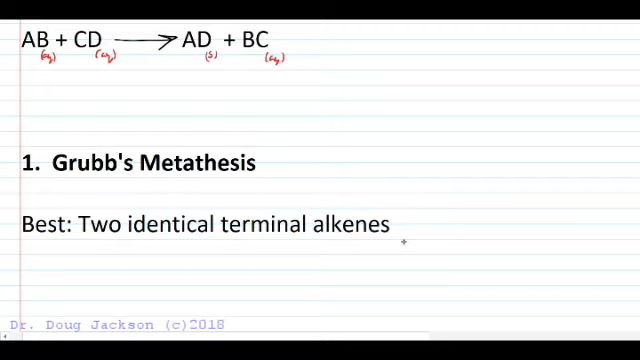 AB + CD ⟶ AD + BC
(aq) (aq) (s) (aq)
1. Grubb's Metathesis
Best: Two identical terminal alkenes
Dr. Doug Jackson (c)2018